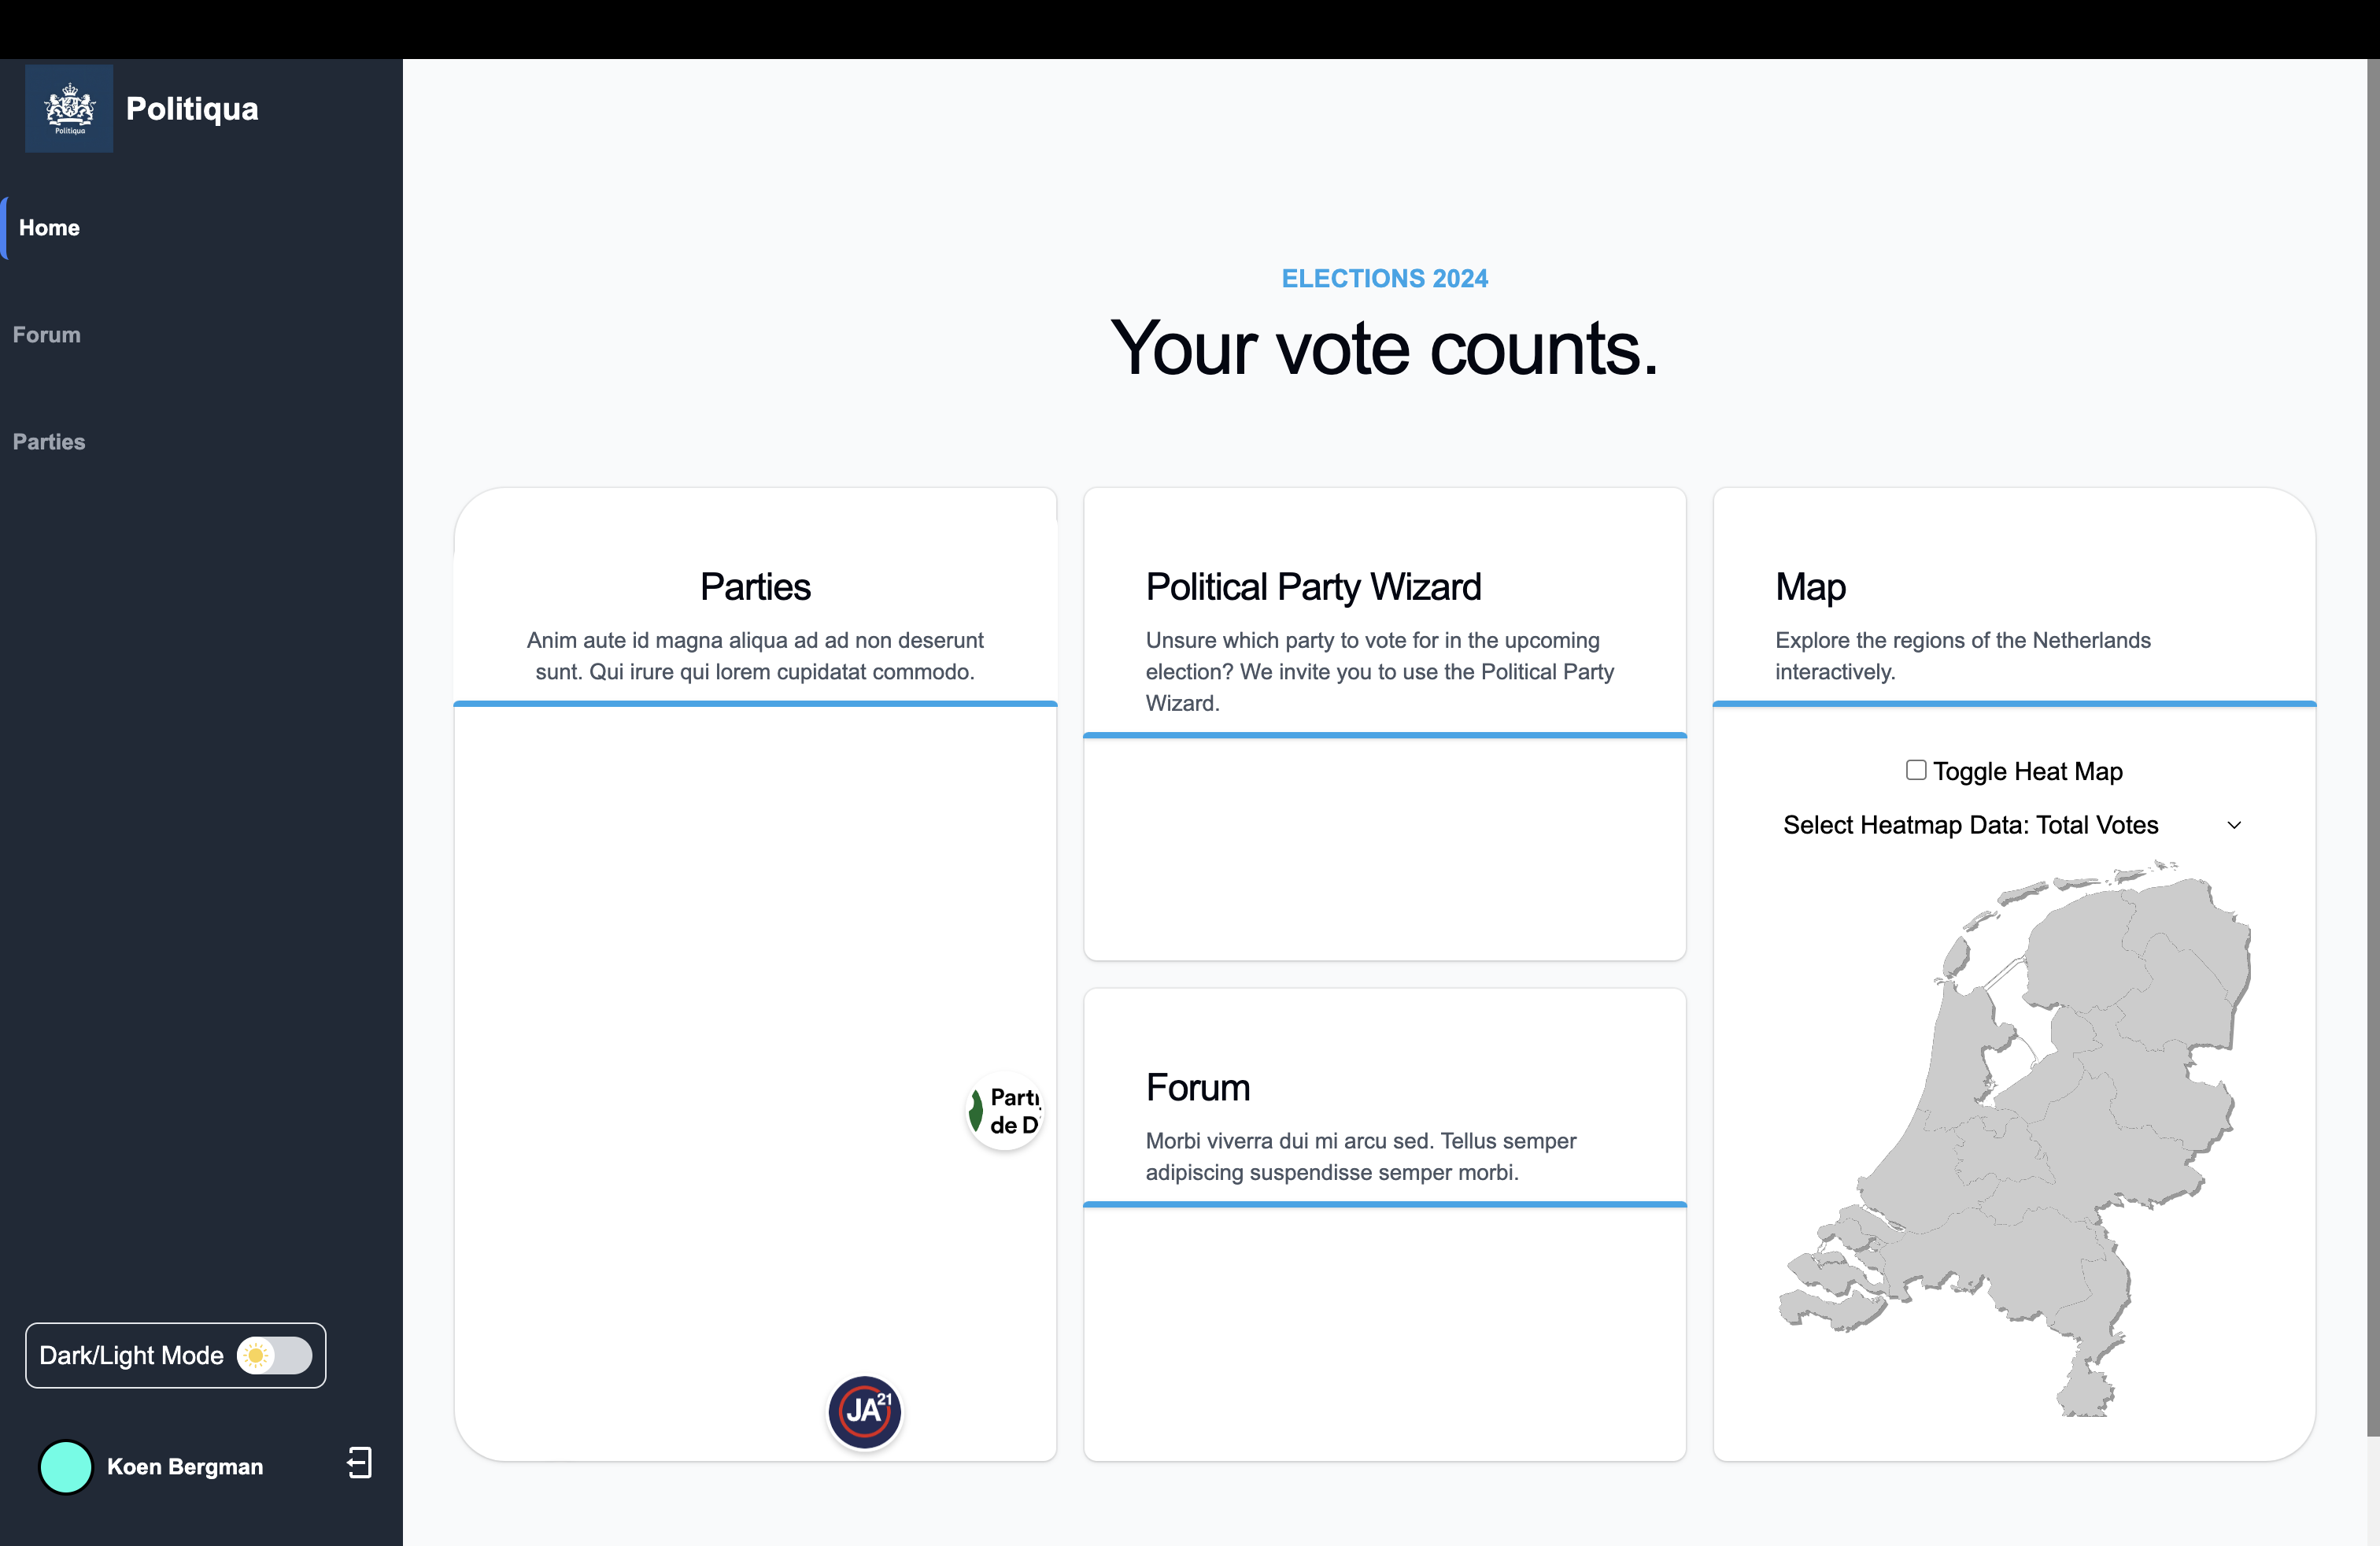 Politiqua
Politiqua
Home
Forum
Parties
Dark/Light Mode
Koen Bergman
ELECTIONS 2024
Your vote counts.
Parties
Anim aute id magna aliqua ad ad non deserunt
sunt. Qui irure qui lorem cupidatat commodo.
Part
de D
JA21
Political Party Wizard
Unsure which party to vote for in the upcoming
election? We invite you to use the Political Party
Wizard.
Forum
Morbi viverra dui mi arcu sed. Tellus semper
adipiscing suspendisse semper morbi.
Map
Explore the regions of the Netherlands
interactively.
Toggle Heat Map
Select Heatmap Data: Total Votes